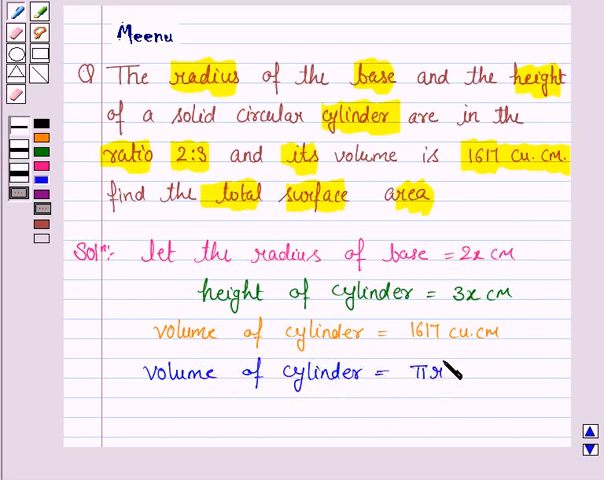 Meenu
Q The radius of the base and the height
of a solid circular cylinder are in the
ratio 2:3 and its volume is 1617 cu.cm.
find the total surface area
Solⁿ:- let the radius of base = 2x cm
height of cylinder = 3x cm
volume of cylinder = 1617 cu.cm
volume of cylinder = πr